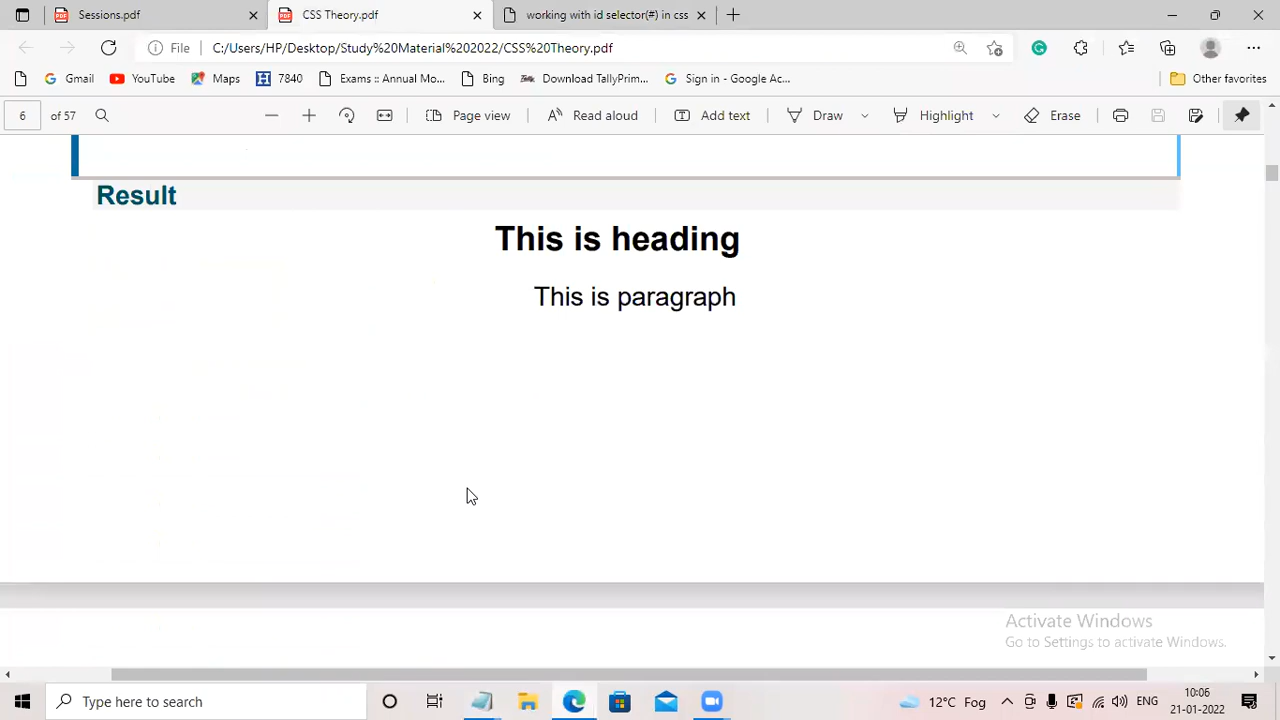 Sessions.pdf
CSS Theory.pdf
working with id selector(#) in css
File C:/Users/HP/Desktop/Study%20Material%202022/CSS%20Theory.pdf
Gmail YouTube Maps 7840 Exams :: Annual Mo... Bing Download TallyPrim... Sign in - Google Ac... Other favorites
6 of 57 Page view Read aloud Add text Draw Highlight Erase
Result
This is heading
This is paragraph
Activate Windows
Go to Settings to activate Windows.
Type here to search
12°C Fog
ENG
10:06
21-01-2022